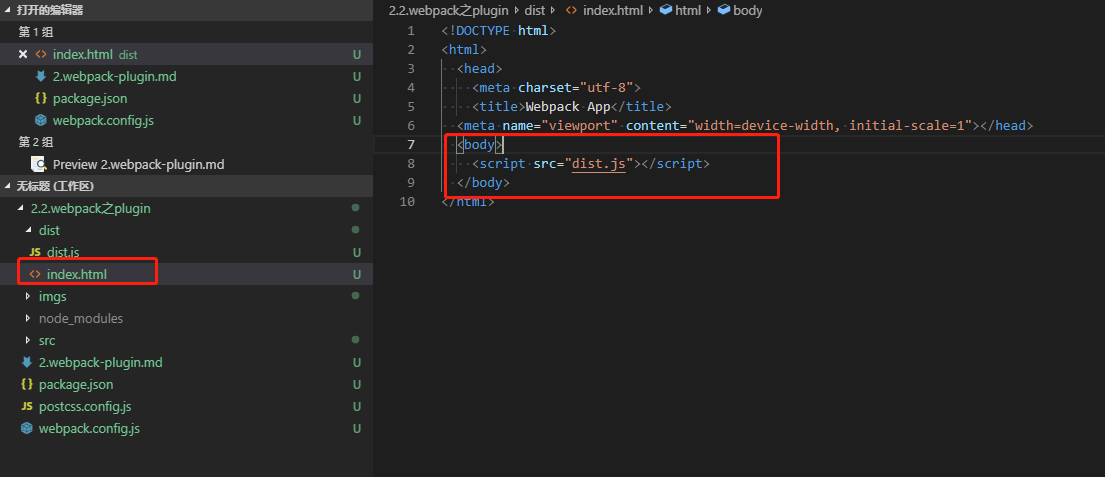 打开的编辑器
第 1 组
index.html dist U
2.webpack-plugin.md U
package.json U
webpack.config.js U
第 2 组
Preview 2.webpack-plugin.md
无标题 (工作区)
2.2.webpack之plugin
dist
JS dist.js U
index.html U
imgs
node_modules
src
2.webpack-plugin.md U
package.json U
JS postcss.config.js U
webpack.config.js U
2.2.webpack之plugin › dist › <> index.html › html › body
1 <!DOCTYPE html>
2 <html>
3 <head>
4 <meta charset="utf-8">
5 <title>Webpack App</title>
6 <meta name="viewport" content="width=device-width, initial-scale=1"></head>
7 <body>
8 <script src="dist.js"></script>
9 </body>
10 </html>